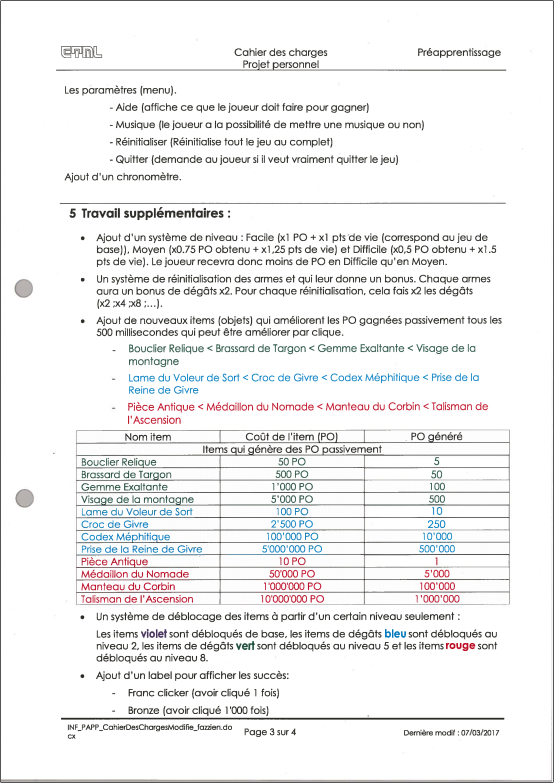 ETML Cahier des charges Préapprentissage
Projet personnel
Les paramètres (menu).
- Aide (affiche ce que le joueur doit faire pour gagner)
- Musique (le joueur a la possibilité de mettre une musique ou non)
- Réinitialiser (Réinitialise tout le jeu au complet)
- Quitter (demande au joueur si il veut vraiment quitter le jeu)
Ajout d'un chronomètre.
5 Travail supplémentaires :
• Ajout d'un système de niveau : Facile (x1 PO + x1 pts de vie (correspond au jeu de
base)), Moyen (x0.75 PO obtenu + x1,25 pts de vie) et Difficile (x0,5 PO obtenu + x1.5
pts de vie). Le joueur recevra donc moins de PO en Difficile qu'en Moyen.
• Un système de réinitialisation des armes et qui leur donne un bonus. Chaque armes
aura un bonus de dégâts x2. Pour chaque réinitialisation, cela fais x2 les dégâts
(x2 ;x4 ;x8 ;...).
• Ajout de nouveaux items (objets) qui améliorent les PO gagnées passivement tous les
500 millisecondes qui peut être améliorer par clique.
- Bouclier Relique < Brassard de Targon < Gemme Exaltante < Visage de la
montagne
- Lame du Voleur de Sort < Croc de Givre < Codex Méphitique < Prise de la
Reine de Givre
- Pièce Antique < Médaillon du Nomade < Manteau du Corbin < Talisman de
l'Ascension
Nom item Coût de l'item (PO) PO généré
Items qui génère des PO passivement
Bouclier Relique 50 PO 5
Brassard de Targon 500 PO 50
Gemme Exaltante 1'000 PO 100
Visage de la montagne 5'000 PO 500
Lame du Voleur de Sort 100 PO 10
Croc de Givre 2'500 PO 250
Codex Méphitique 100'000 PO 10'000
Prise de la Reine de Givre 5'000'000 PO 500'000
Pièce Antique 10 PO 1
Médaillon du Nomade 50'000 PO 5'000
Manteau du Corbin 1'000'000 PO 100'000
Talisman de l'Ascension 10'000'000 PO 1'000'000
• Un système de déblocage des items à partir d'un certain niveau seulement :
Les items violet sont débloqués de base, les items de dégâts bleu sont débloqués au
niveau 2, les items de dégâts vert sont débloqués au niveau 5 et les items rouge sont
débloqués au niveau 8.
• Ajout d'un label pour afficher les succès:
- Franc clicker (avoir cliqué 1 fois)
- Bronze (avoir cliqué 1'000 fois)
INF_PAPP_CahierDesChargesModifie_fazzien.do
cx Page 3 sur 4 Dernière modif : 07/03/2017